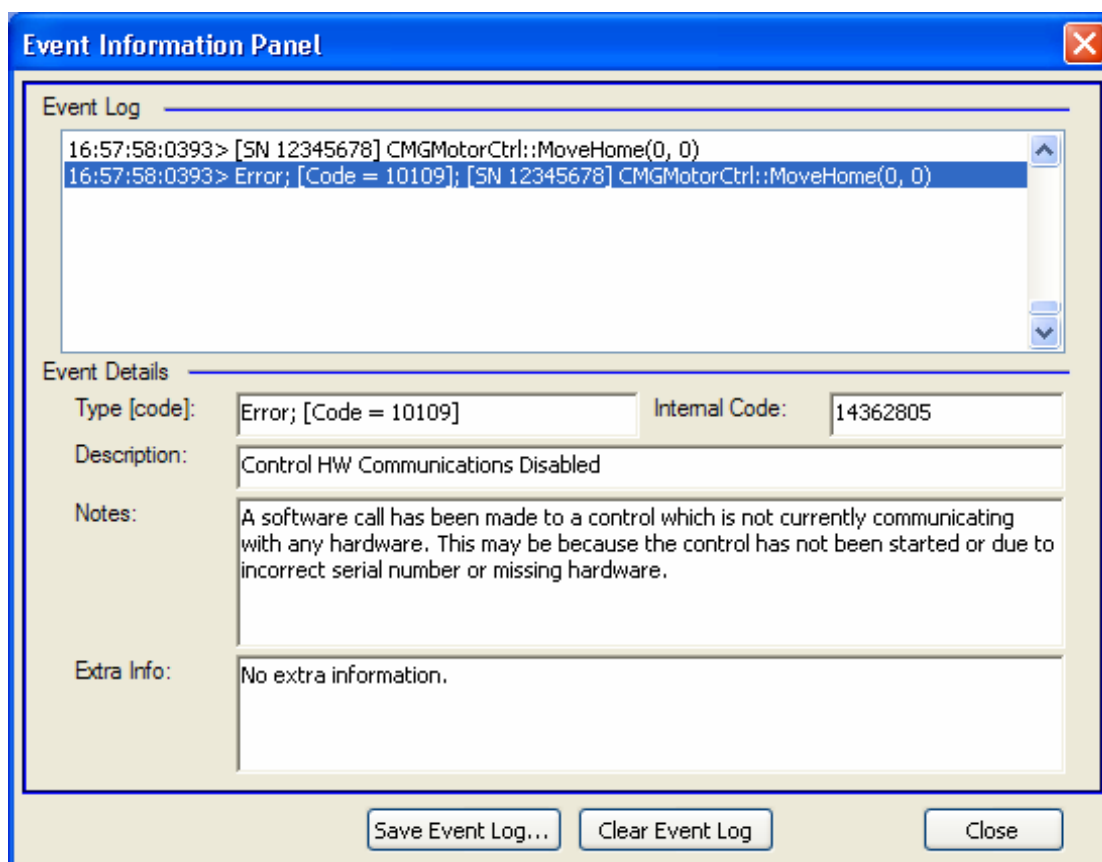 Event Information Panel
Event Log
16:57:58:0393> [SN 12345678] CMGMotorCtrl::MoveHome(0, 0)
16:57:58:0393> Error; [Code = 10109]; [SN 12345678] CMGMotorCtrl::MoveHome(0, 0)
Event Details
Type [code]: Error; [Code = 10109] Internal Code: 14362805
Description: Control HW Communications Disabled
Notes: A software call has been made to a control which is not currently communicating
with any hardware. This may be because the control has not been started or due to
incorrect serial number or missing hardware.
Extra Info: No extra information.
Save Event Log... Clear Event Log Close